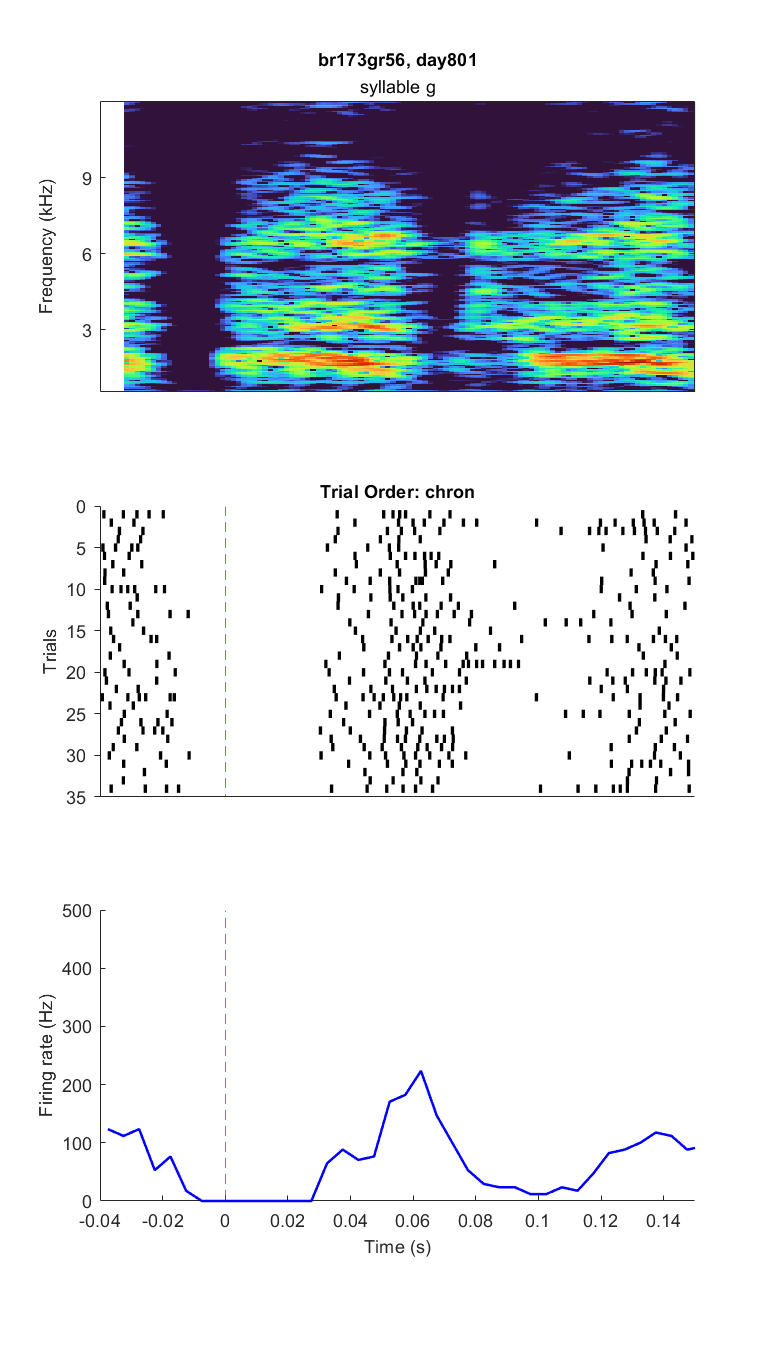 br173gr56, day801
syllable g
9
6
3
Frequency (kHz)
Trial Order: chron
0
5
10
15
20
25
30
35
Trials
500
400
300
200
100
0
Firing rate (Hz)
-0.04 -0.02 0 0.02 0.04 0.06 0.08 0.1 0.12 0.14
Time (s)